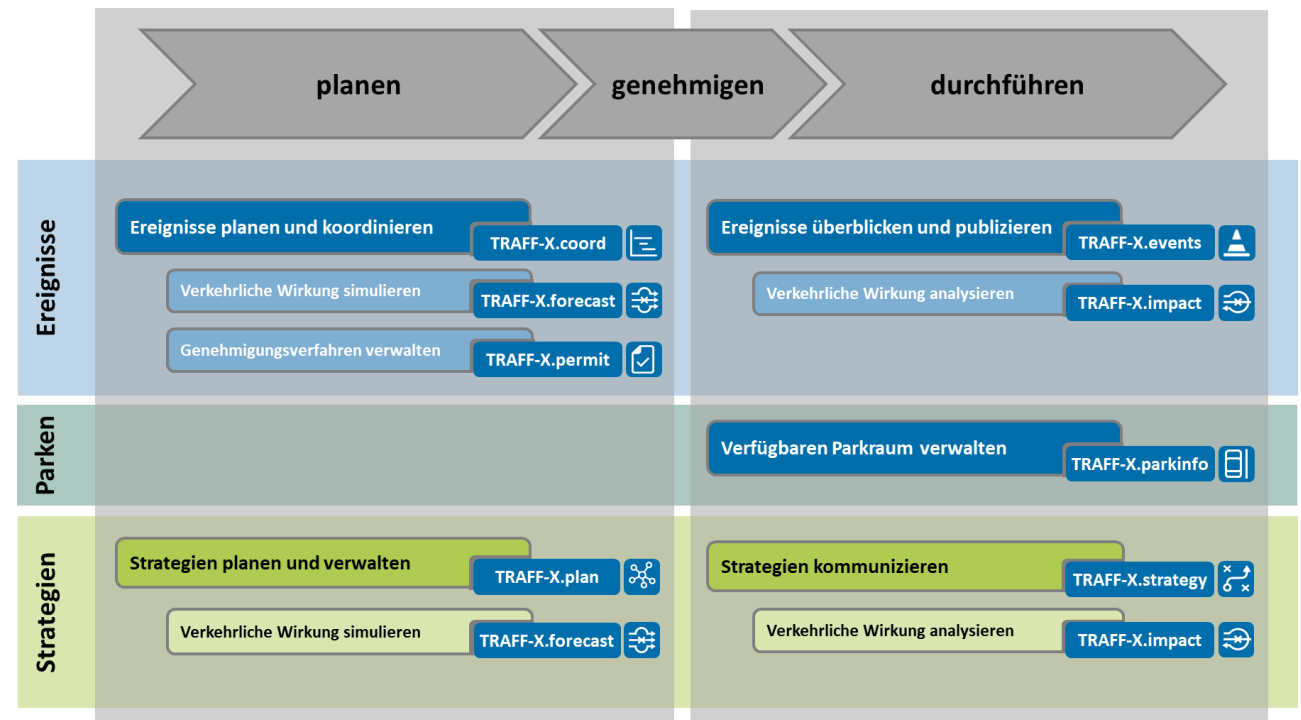 planen
genehmigen
durchführen
Ereignisse
Ereignisse planen und koordinieren
TRAFF-X.coord
Verkehrliche Wirkung simulieren
TRAFF-X.forecast
Genehmigungsverfahren verwalten
TRAFF-X.permit
Ereignisse überblicken und publizieren
TRAFF-X.events
Verkehrliche Wirkung analysieren
TRAFF-X.impact
Parken
Verfügbaren Parkraum verwalten
TRAFF-X.parkinfo
Strategien
Strategien planen und verwalten
TRAFF-X.plan
Verkehrliche Wirkung simulieren
TRAFF-X.forecast
Strategien kommunizieren
TRAFF-X.strategy
Verkehrliche Wirkung analysieren
TRAFF-X.impact